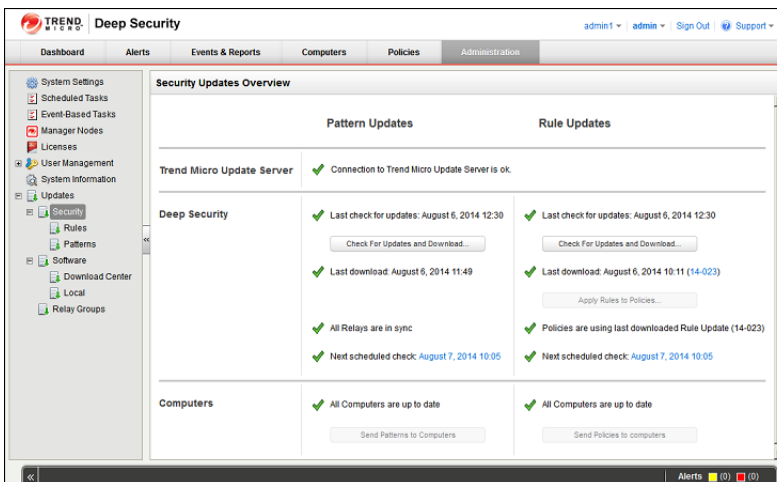 TREND MICRO Deep Security
admin1 admin Sign Out Support
Dashboard Alerts Events & Reports Computers Policies Administration
System Settings
Scheduled Tasks
Event-Based Tasks
Manager Nodes
Licenses
User Management
System Information
Updates
Security
Rules
Patterns
Software
Download Center
Local
Relay Groups
Security Updates Overview
Pattern Updates Rule Updates
Trend Micro Update Server Connection to Trend Micro Update Server is ok.
Deep Security Last check for updates: August 6, 2014 12:30 Last check for updates: August 6, 2014 12:30
Check For Updates and Download... Check For Updates and Download...
Last download: August 6, 2014 11:49 Last download: August 6, 2014 10:11 (14-023)
Apply Rules to Policies...
All Relays are in sync Policies are using last downloaded Rule Update (14-023)
Next scheduled check: August 7, 2014 10:05 Next scheduled check: August 7, 2014 10:05
Computers All Computers are up to date All Computers are up to date
Send Patterns to Computers Send Policies to computers
« Alerts (0) (0)